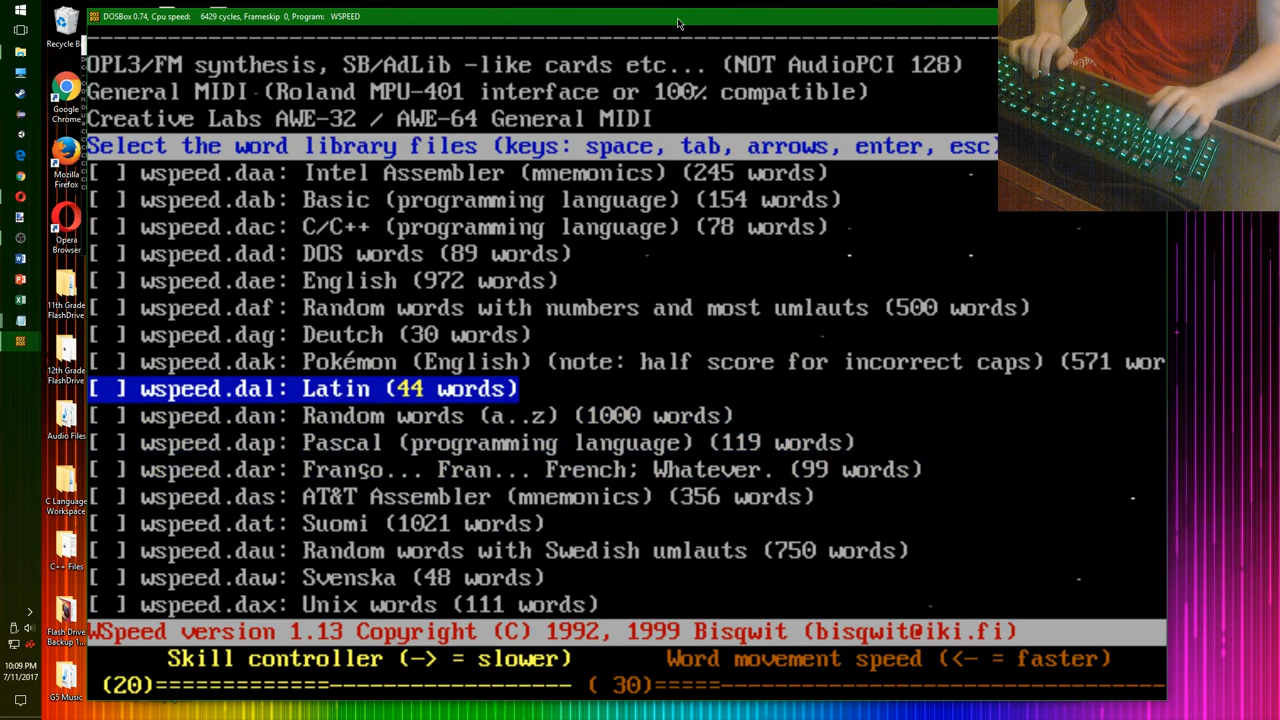 DOSBox 0.74, Cpu speed: 6429 cycles, Frameskip 0, Program: WSPEED
OPL3/FM synthesis, SB/AdLib -like cards etc... (NOT AudioPCI 128)
General MIDI (Roland MPU-401 interface or 100% compatible)
Creative Labs AWE-32 / AWE-64 General MIDI
Select the word library files (keys: space, tab, arrows, enter, esc)
[ ] wspeed.daa: Intel Assembler (mnemonics) (245 words)
[ ] wspeed.dab: Basic (programming language) (154 words)
[ ] wspeed.dac: C/C++ (programming language) (78 words)
[ ] wspeed.dad: DOS words (89 words)
[ ] wspeed.dae: English (972 words)
[ ] wspeed.daf: Random words with numbers and most umlauts (500 words)
[ ] wspeed.dag: Deutch (30 words)
[ ] wspeed.dak: Pokémon (English) (note: half score for incorrect caps) (571 wor
[ ] wspeed.dal: Latin (44 words)
[ ] wspeed.dan: Random words (a..z) (1000 words)
[ ] wspeed.dap: Pascal (programming language) (119 words)
[ ] wspeed.dar: Franço... Fran... French; Whatever. (99 words)
[ ] wspeed.das: AT&T Assembler (mnemonics) (356 words)
[ ] wspeed.dat: Suomi (1021 words)
[ ] wspeed.dau: Random words with Swedish umlauts (750 words)
[ ] wspeed.daw: Svenska (48 words)
[ ] wspeed.dax: Unix words (111 words)
WSpeed version 1.13 Copyright (C) 1992, 1999 Bisqwit (bisqwit@iki.fi)
Skill controller (-> = slower) Word movement speed (<- = faster)
(20)=============------------------ ( 30)=====---------------------------------
Recycle B
Google
Chrome
Mozilla
Firefox
Opera
Browser
11th Grade
FlashDrive
12th Grade
FlashDrive
Audio Files
C Language
Workspace
C++ Files
Flash Drive
Backup 1...
G5 Music
10:09 PM
7/11/2017